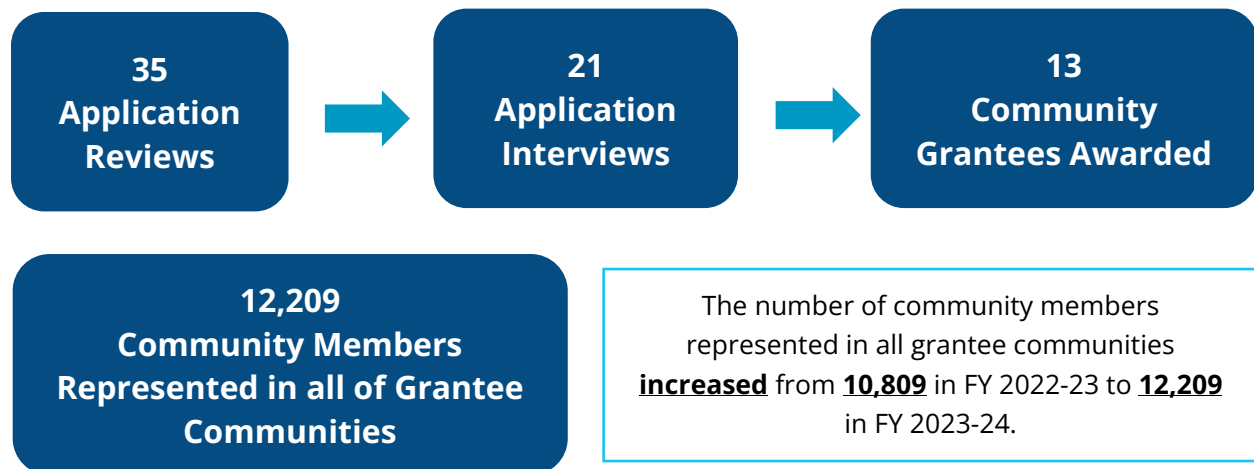 35
Application
Reviews
21
Application
Interviews
13
Community
Grantees Awarded
12,209
Community Members
Represented in all of Grantee
Communities
The number of community members
represented in all grantee communities
increased from 10,809 in FY 2022-23 to 12,209
in FY 2023-24.